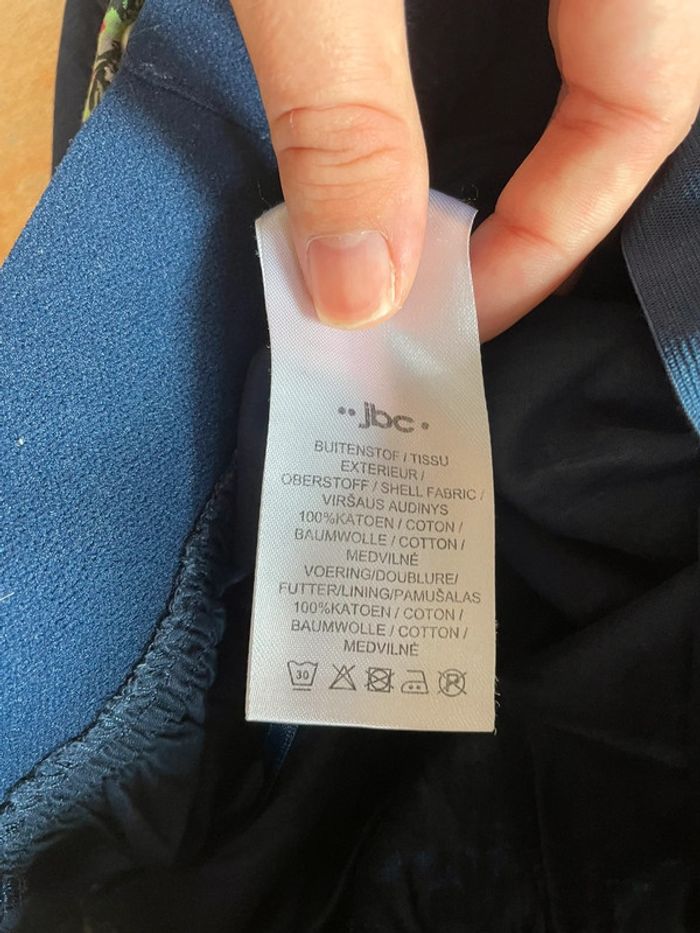 jbc
BUITENSTOF / TISSU
EXTERIEUR /
OBERSTOFF / SHELL FABRIC /
VIRŠAUS AUDINYS
100%KATOEN / COTON /
BAUMWOLLE / COTTON /
MEDVILNĖ
VOERING/DOUBLURE/
FUTTER/LINING/PAMUŠALAS
100%KATOEN / COTON /
BAUMWOLLE / COTTON /
MEDVILNĖ
30 P